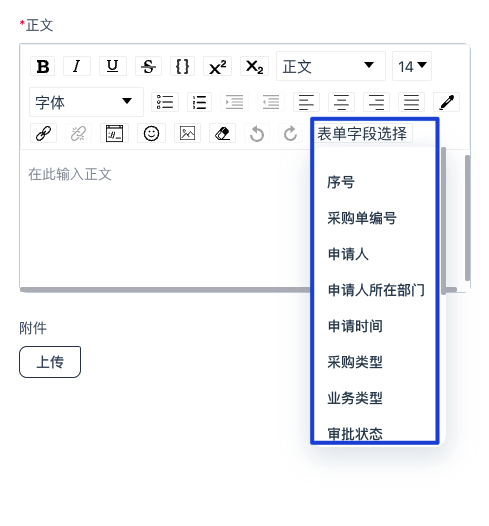 *正文
B I U S {} X² X₂ 正文 14
字体
表单字段选择
在此输入正文
序号
采购单编号
申请人
申请人所在部门
申请时间
采购类型
业务类型
审批状态
附件
上传